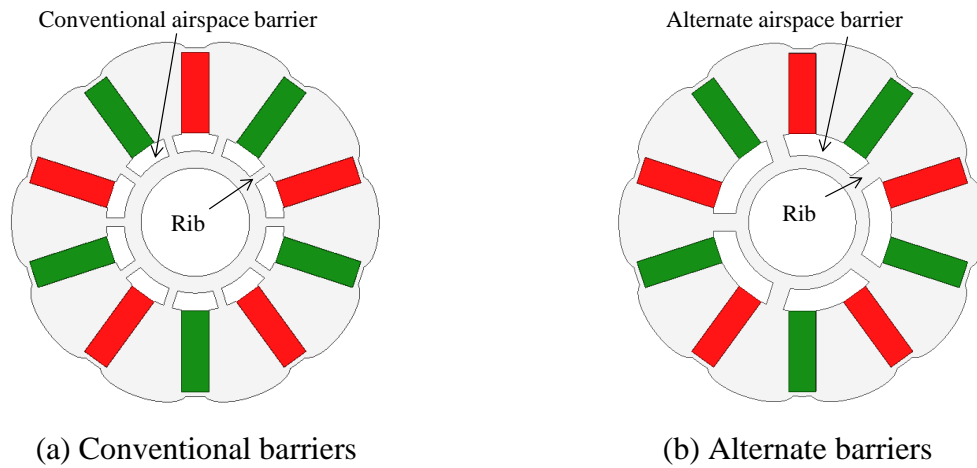 Conventional airspace barrier
Alternate airspace barrier
Rib
Rib
(a) Conventional barriers
(b) Alternate barriers